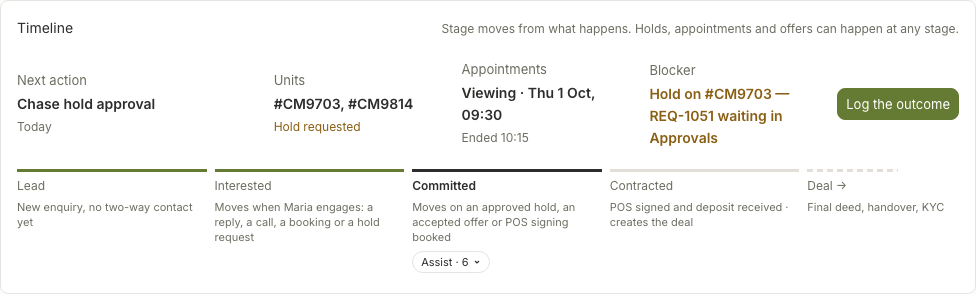 Timeline
Stage moves from what happens. Holds, appointments and offers can happen at any stage.
Next action
Chase hold approval
Today
Units
#CM9703, #CM9814
Hold requested
Appointments
Viewing · Thu 1 Oct,
09:30
Ended 10:15
Blocker
Hold on #CM9703 —
REQ-1051 waiting in
Approvals
Log the outcome
Lead
New enquiry, no two-way contact
yet
Interested
Moves when Maria engages: a
reply, a call, a booking or a hold
request
Committed
Moves on an approved hold, an
accepted offer or POS signing
booked
Assist · 6
Contracted
POS signed and deposit received ·
creates the deal
Deal →
Final deed, handover, KYC